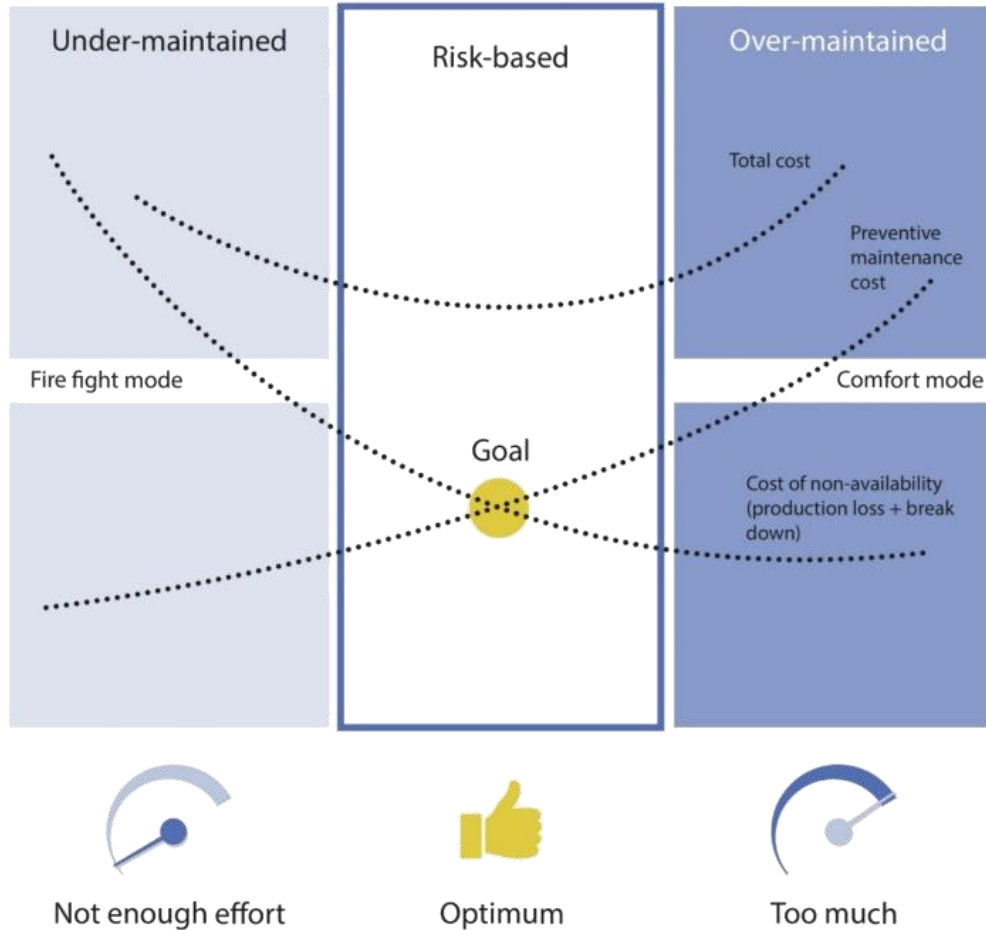 Under-maintained
Risk-based
Over-maintained
Total cost
Preventive
maintenance
cost
Fire fight mode
Comfort mode
Goal
Cost of non-availability
(production loss + break
down)
Not enough effort
Optimum
Too much